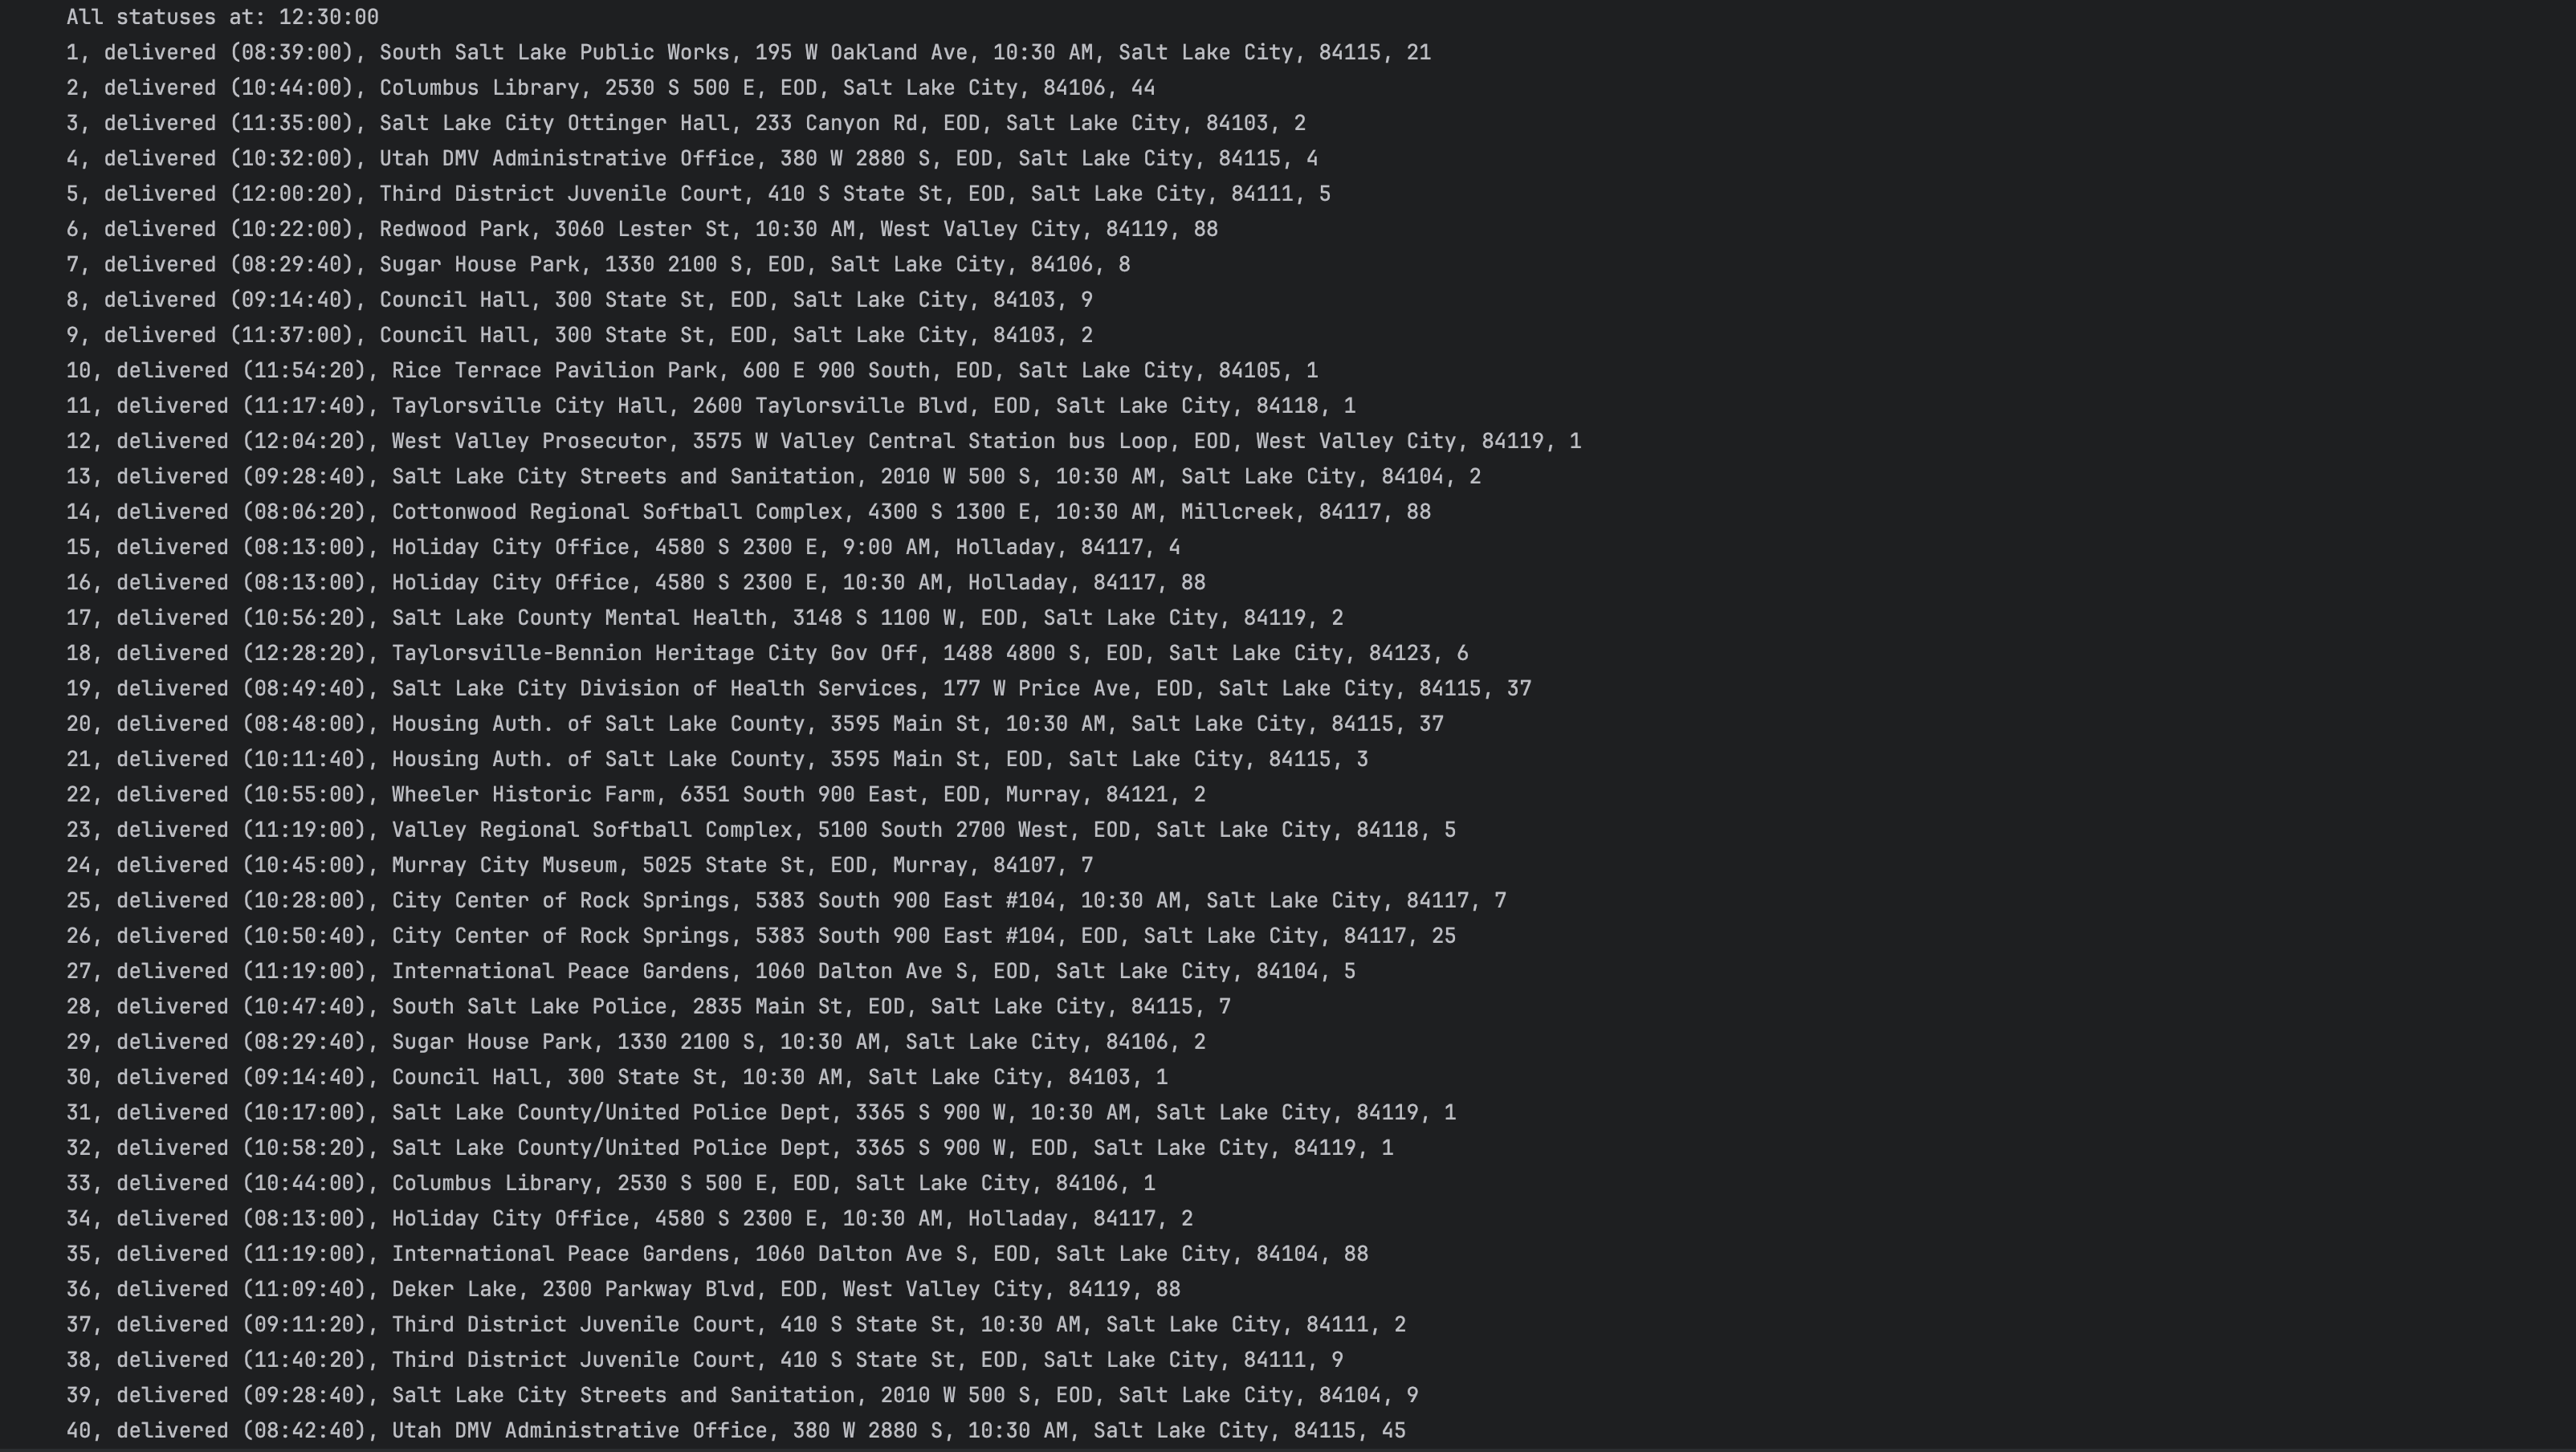 All statuses at: 12:30:00
1, delivered (08:39:00), South Salt Lake Public Works, 195 W Oakland Ave, 10:30 AM, Salt Lake City, 84115, 21
2, delivered (10:44:00), Columbus Library, 2530 S 500 E, EOD, Salt Lake City, 84106, 44
3, delivered (11:35:00), Salt Lake City Ottinger Hall, 233 Canyon Rd, EOD, Salt Lake City, 84103, 2
4, delivered (10:32:00), Utah DMV Administrative Office, 380 W 2880 S, EOD, Salt Lake City, 84115, 4
5, delivered (12:00:20), Third District Juvenile Court, 410 S State St, EOD, Salt Lake City, 84111, 5
6, delivered (10:22:00), Redwood Park, 3060 Lester St, 10:30 AM, West Valley City, 84119, 88
7, delivered (08:29:40), Sugar House Park, 1330 2100 S, EOD, Salt Lake City, 84106, 8
8, delivered (09:14:40), Council Hall, 300 State St, EOD, Salt Lake City, 84103, 9
9, delivered (11:37:00), Council Hall, 300 State St, EOD, Salt Lake City, 84103, 2
10, delivered (11:54:20), Rice Terrace Pavilion Park, 600 E 900 South, EOD, Salt Lake City, 84105, 1
11, delivered (11:17:40), Taylorsville City Hall, 2600 Taylorsville Blvd, EOD, Salt Lake City, 84118, 1
12, delivered (12:04:20), West Valley Prosecutor, 3575 W Valley Central Station bus Loop, EOD, West Valley City, 84119, 1
13, delivered (09:28:40), Salt Lake City Streets and Sanitation, 2010 W 500 S, 10:30 AM, Salt Lake City, 84104, 2
14, delivered (08:06:20), Cottonwood Regional Softball Complex, 4300 S 1300 E, 10:30 AM, Millcreek, 84117, 88
15, delivered (08:13:00), Holiday City Office, 4580 S 2300 E, 9:00 AM, Holladay, 84117, 4
16, delivered (08:13:00), Holiday City Office, 4580 S 2300 E, 10:30 AM, Holladay, 84117, 88
17, delivered (10:56:20), Salt Lake County Mental Health, 3148 S 1100 W, EOD, Salt Lake City, 84119, 2
18, delivered (12:28:20), Taylorsville-Bennion Heritage City Gov Off, 1488 4800 S, EOD, Salt Lake City, 84123, 6
19, delivered (08:49:40), Salt Lake City Division of Health Services, 177 W Price Ave, EOD, Salt Lake City, 84115, 37
20, delivered (08:48:00), Housing Auth. of Salt Lake County, 3595 Main St, 10:30 AM, Salt Lake City, 84115, 37
21, delivered (10:11:40), Housing Auth. of Salt Lake County, 3595 Main St, EOD, Salt Lake City, 84115, 3
22, delivered (10:55:00), Wheeler Historic Farm, 6351 South 900 East, EOD, Murray, 84121, 2
23, delivered (11:19:00), Valley Regional Softball Complex, 5100 South 2700 West, EOD, Salt Lake City, 84118, 5
24, delivered (10:45:00), Murray City Museum, 5025 State St, EOD, Murray, 84107, 7
25, delivered (10:28:00), City Center of Rock Springs, 5383 South 900 East #104, 10:30 AM, Salt Lake City, 84117, 7
26, delivered (10:50:40), City Center of Rock Springs, 5383 South 900 East #104, EOD, Salt Lake City, 84117, 25
27, delivered (11:19:00), International Peace Gardens, 1060 Dalton Ave S, EOD, Salt Lake City, 84104, 5
28, delivered (10:47:40), South Salt Lake Police, 2835 Main St, EOD, Salt Lake City, 84115, 7
29, delivered (08:29:40), Sugar House Park, 1330 2100 S, 10:30 AM, Salt Lake City, 84106, 2
30, delivered (09:14:40), Council Hall, 300 State St, 10:30 AM, Salt Lake City, 84103, 1
31, delivered (10:17:00), Salt Lake County/United Police Dept, 3365 S 900 W, 10:30 AM, Salt Lake City, 84119, 1
32, delivered (10:58:20), Salt Lake County/United Police Dept, 3365 S 900 W, EOD, Salt Lake City, 84119, 1
33, delivered (10:44:00), Columbus Library, 2530 S 500 E, EOD, Salt Lake City, 84106, 1
34, delivered (08:13:00), Holiday City Office, 4580 S 2300 E, 10:30 AM, Holladay, 84117, 2
35, delivered (11:19:00), International Peace Gardens, 1060 Dalton Ave S, EOD, Salt Lake City, 84104, 88
36, delivered (11:09:40), Deker Lake, 2300 Parkway Blvd, EOD, West Valley City, 84119, 88
37, delivered (09:11:20), Third District Juvenile Court, 410 S State St, 10:30 AM, Salt Lake City, 84111, 2
38, delivered (11:40:20), Third District Juvenile Court, 410 S State St, EOD, Salt Lake City, 84111, 9
39, delivered (09:28:40), Salt Lake City Streets and Sanitation, 2010 W 500 S, EOD, Salt Lake City, 84104, 9
40, delivered (08:42:40), Utah DMV Administrative Office, 380 W 2880 S, 10:30 AM, Salt Lake City, 84115, 45